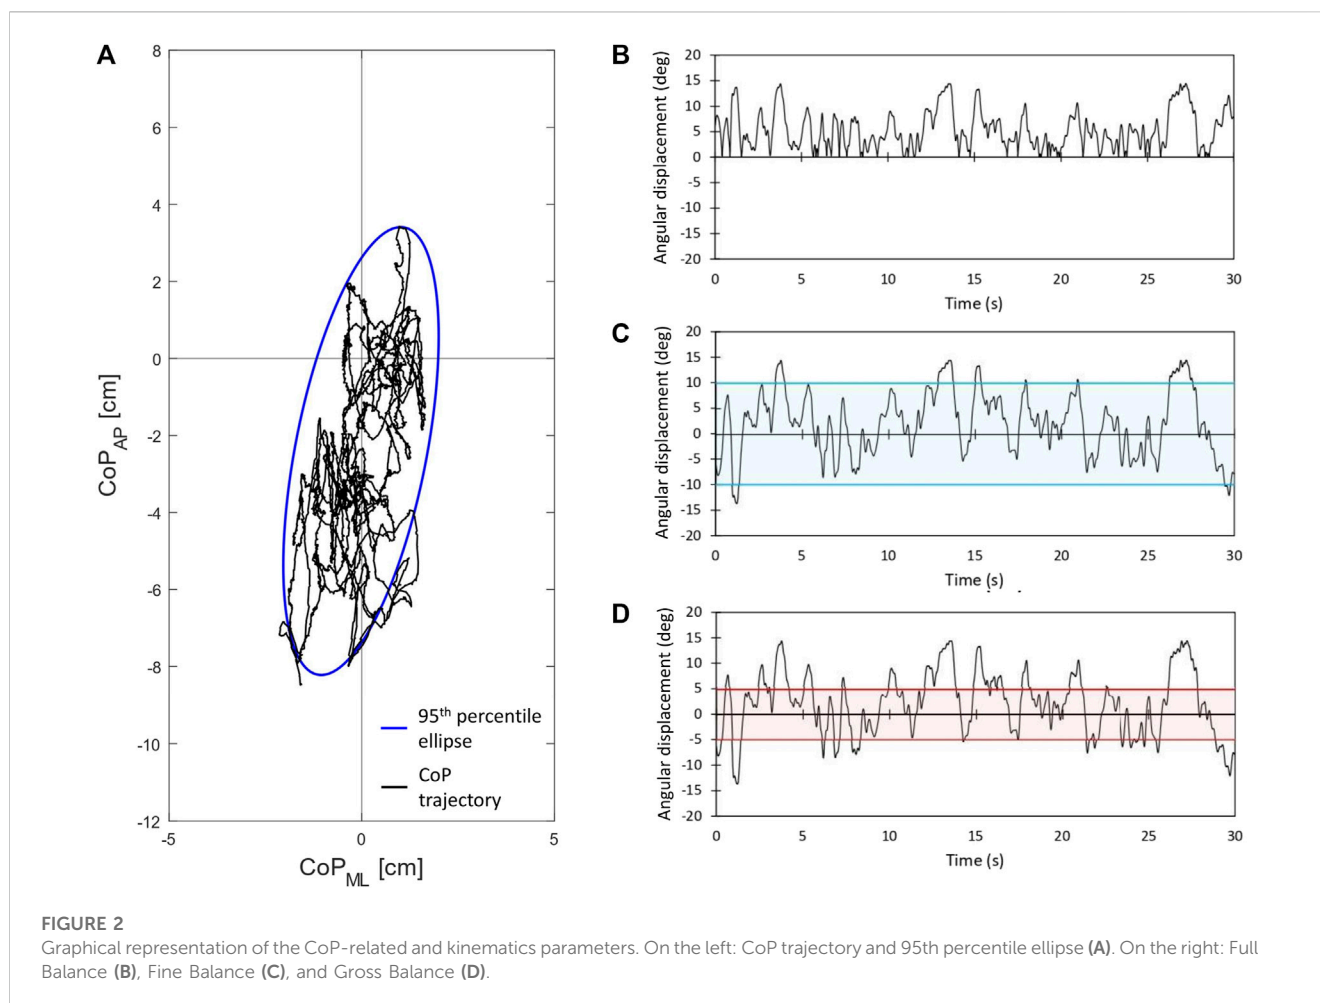 A
8
6
4
2
0
-2
-4
-6
-8
-10
-12
-5
0
5
CoP_AP [cm]
CoP_ML [cm]
95th percentile
ellipse
CoP
trajectory
B
Angular displacement (deg)
20
15
10
5
0
-5
-10
-15
-20
0 5 10 15 20 25 30
Time (s)
C
Angular displacement (deg)
20
15
10
5
0
-5
-10
-15
-20
0 5 10 15 20 25 30
Time (s)
D
Angular displacement (deg)
20
15
10
5
0
-5
-10
-15
-20
0 5 10 15 20 25 30
Time (s)
FIGURE 2
Graphical representation of the CoP-related and kinematics parameters. On the left: CoP trajectory and 95th percentile ellipse (A). On the right: Full
Balance (B), Fine Balance (C), and Gross Balance (D).